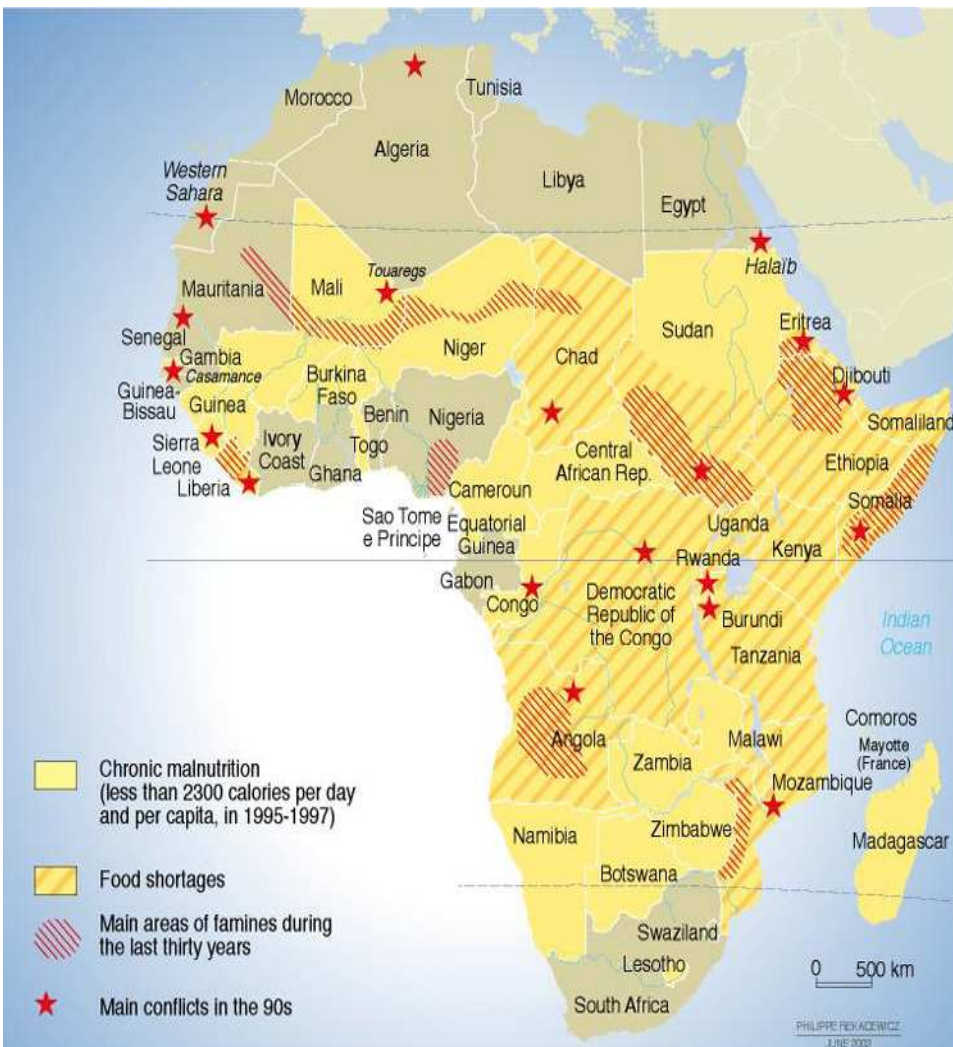 Morocco
Tunisia
Algeria
Libya
Egypt
Western
Sahara
Halaïb
Mauritania
Mali
Touaregs
Niger
Chad
Sudan
Eritrea
Djibouti
Senegal
Gambia
Casamance
Guinea-
Bissau
Guinea
Burkina
Faso
Benin
Nigeria
Togo
Sierra
Leone
Liberia
Ivory
Coast
Ghana
Cameroun
Central
African Rep.
Somaliland
Ethiopia
Somalia
Sao Tome
e Principe
Equatorial
Guinea
Gabon
Congo
Uganda
Rwanda
Kenya
Burundi
Democratic
Republic of
the Congo
Tanzania
Indian
Ocean
Angola
Zambia
Malawi
Comoros
Mayotte
(France)
Mozambique
Zimbabwe
Madagascar
Namibia
Botswana
Swaziland
Lesotho
South Africa
Chronic malnutrition
(less than 2300 calories per day
and per capita, in 1995-1997)
Food shortages
Main areas of famines during
the last thirty years
Main conflicts in the 90s
0 500 km
PHILIPPE REKACEWICZ
JUNE 2002